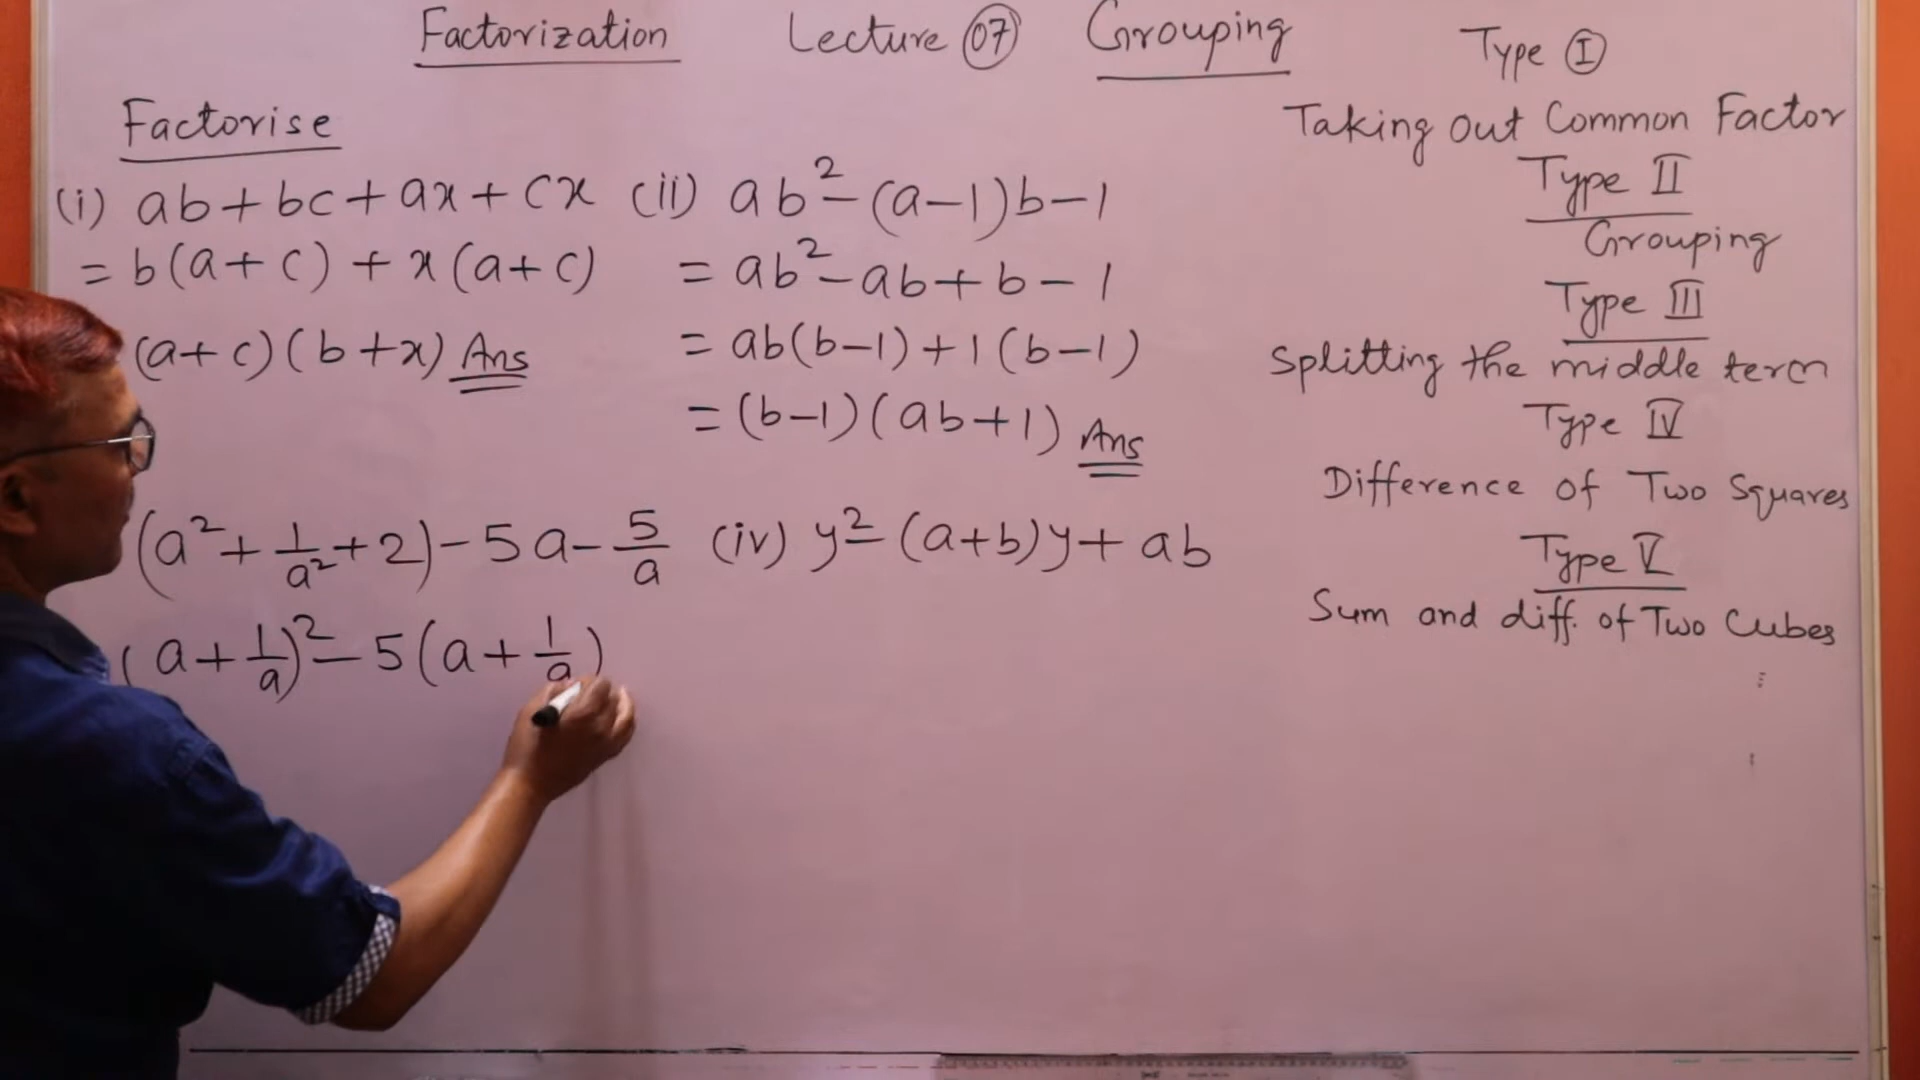 Factorization Lecture 07 Grouping
Factorise
(i) ab+bc+ax+cx
= b(a+c)+x(a+c)
(a+c)(b+x) Ans
(ii) ab²-(a-1)b-1
= ab²-ab+b-1
= ab(b-1)+1(b-1)
= (b-1)(ab+1) Ans
(a²+1/a²+2)-5a-5/a
(a+1/a)²-5(a+1/a)
(iv) y²-(a+b)y+ab
Type I
Taking out Common Factor
Type II
Grouping
Type III
Splitting the middle term
Type IV
Difference of Two Squares
Type V
Sum and diff. of Two Cubes